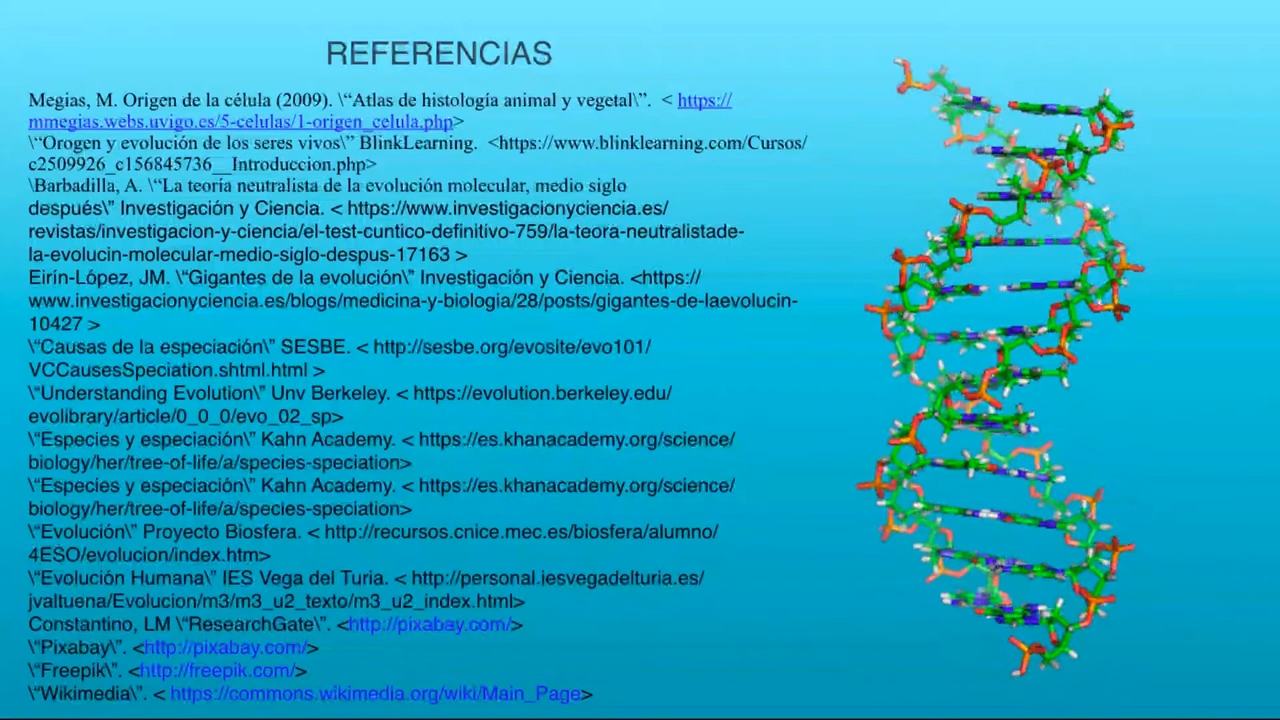 REFERENCIAS
Megias, M. Origen de la célula (2009). \“Atlas de histología animal y vegetal\”.  < https://
mmegias.webs.uvigo.es/5-celulas/1-origen_celula.php>
\“Orogen y evolución de los seres vivos\” BlinkLearning.  <https://www.blinklearning.com/Cursos/
c2509926_c156845736__Introduccion.php>
\Barbadilla, A. \“La teoría neutralista de la evolución molecular, medio siglo
después\” Investigación y Ciencia. < https://www.investigacionyciencia.es/
revistas/investigacion-y-ciencia/el-test-cuntico-definitivo-759/la-teora-neutralistade-
la-evolucin-molecular-medio-siglo-despus-17163 >
Eirín-López, JM. \“Gigantes de la evolución\” Investigación y Ciencia. <https://
www.investigacionyciencia.es/blogs/medicina-y-biologia/28/posts/gigantes-de-laevolucin-
10427 >
\“Causas de la especiación\” SESBE. < http://sesbe.org/evosite/evo101/
VCCausesSpeciation.shtml.html >
\“Understanding Evolution\” Unv Berkeley. < https://evolution.berkeley.edu/
evolibrary/article/0_0_0/evo_02_sp>
\“Especies y especiación\” Kahn Academy. < https://es.khanacademy.org/science/
biology/her/tree-of-life/a/species-speciation>
\“Especies y especiación\” Kahn Academy. < https://es.khanacademy.org/science/
biology/her/tree-of-life/a/species-speciation>
\“Evolución\” Proyecto Biosfera. < http://recursos.cnice.mec.es/biosfera/alumno/
4ESO/evolucion/index.htm>
\“Evolución Humana\” IES Vega del Turia. < http://personal.iesvegadelturia.es/
jvaltuena/Evolucion/m3/m3_u2_texto/m3_u2_index.html>
Constantino, LM \“ResearchGate\”. <http://pixabay.com/>
\“Pixabay\”. <http://pixabay.com/>
\“Freepik\”. <http://freepik.com/>
\“Wikimedia\”. < https://commons.wikimedia.org/wiki/Main_Page>